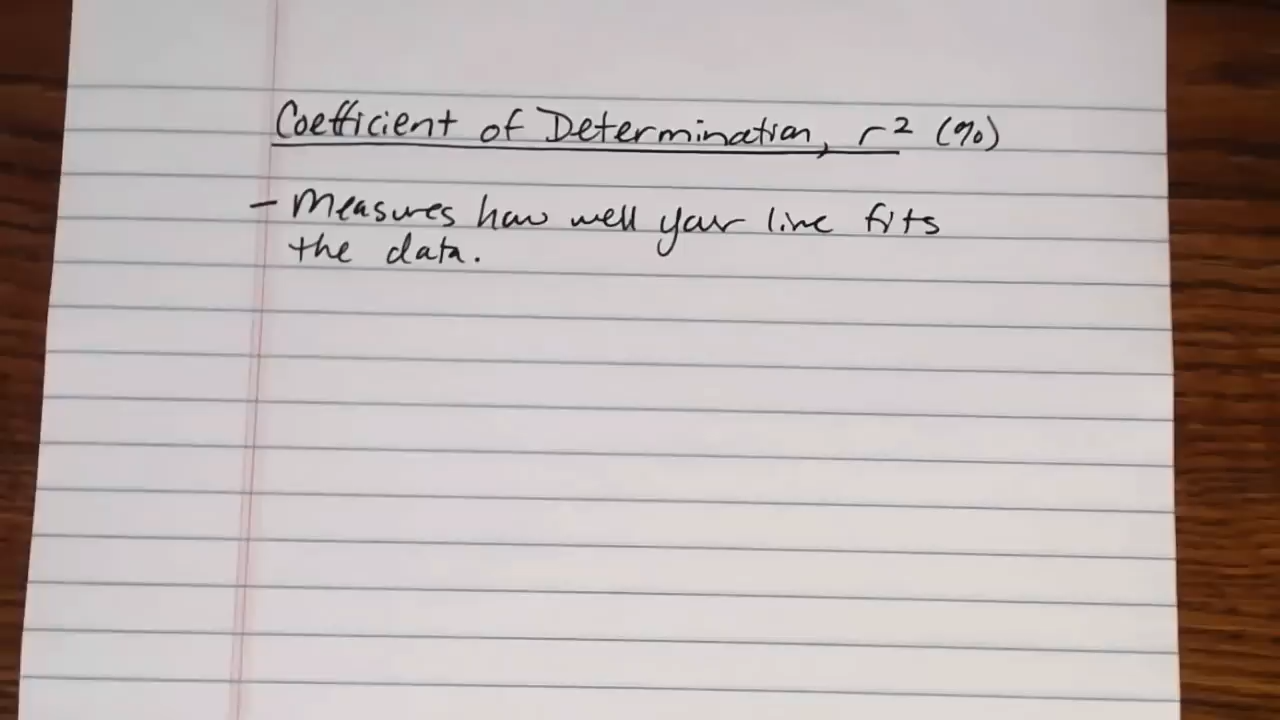 Coefficient of Determination, r² (%)
- Measures how well your line fits
the data.